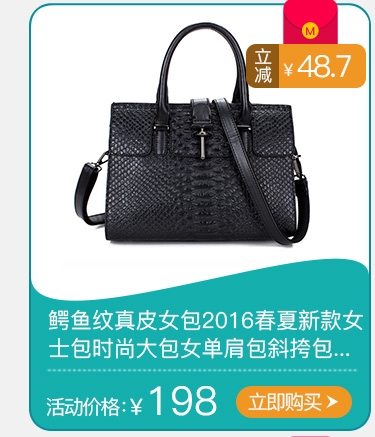 M
立减 ¥48.7
鳄鱼纹真皮女包2016春夏新款女
士包时尚大包女单肩包斜挎包...
活动价格:¥198 立即购买